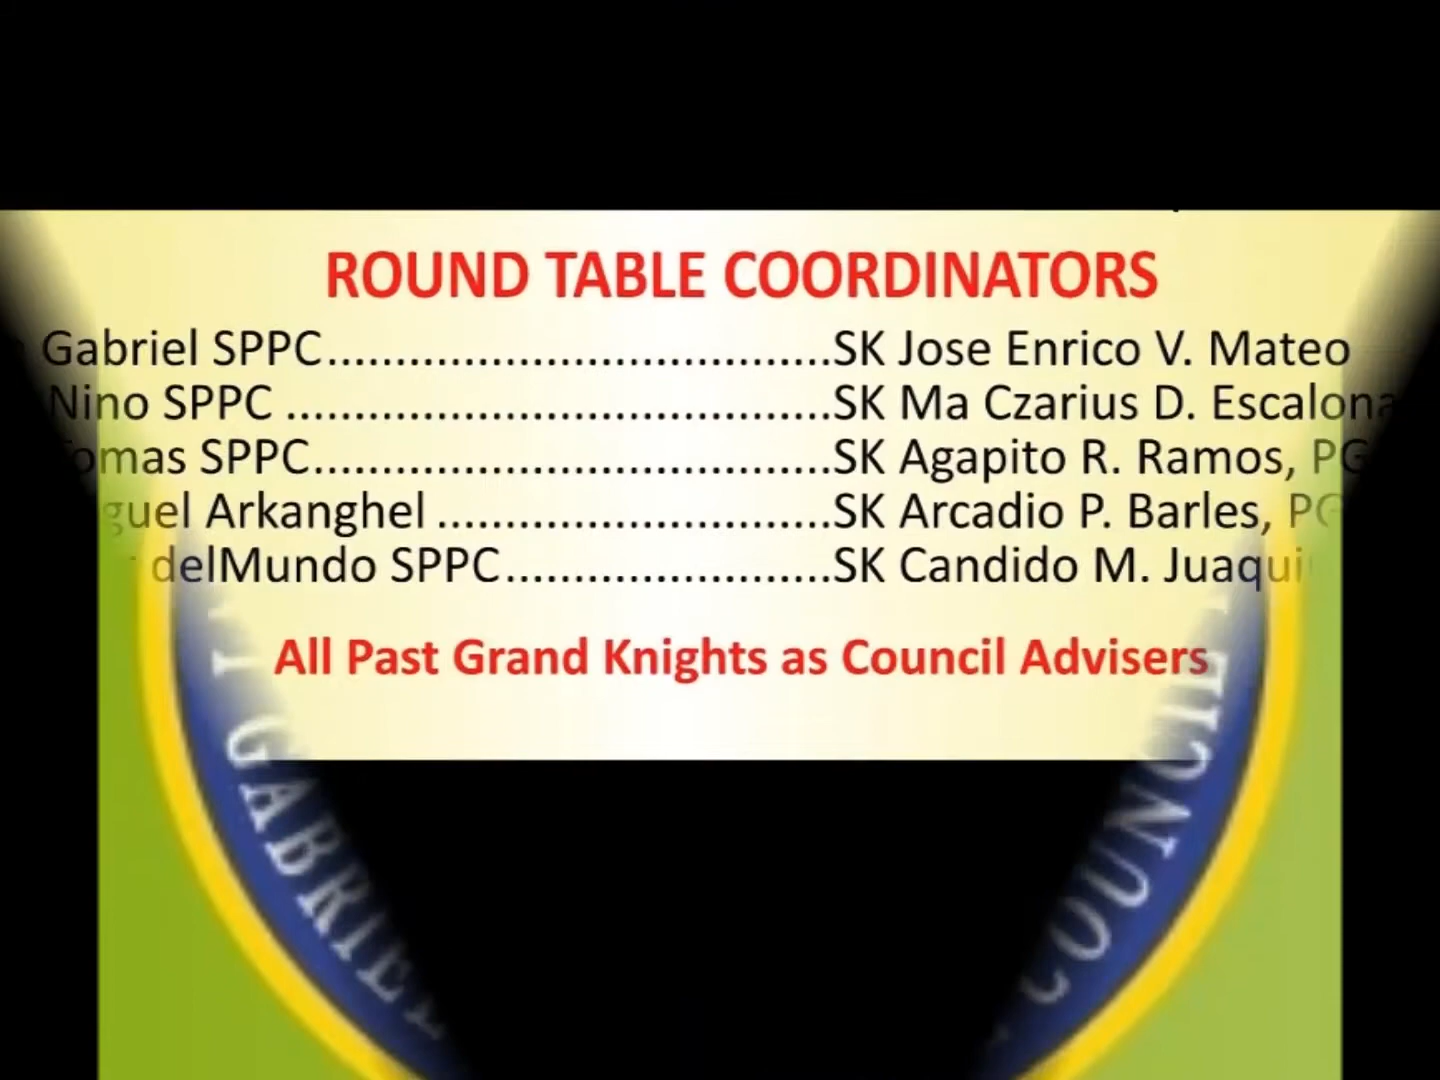 ROUND TABLE COORDINATORS
Gabriel SPPC.....................................SK Jose Enrico V. Mateo
Nino SPPC ........................................SK Ma Czarius D. Escalona
SPPC......................................SK Agapito R. Ramos,
Arkanghel .............................SK Arcadio P. Barles,
delMundo SPPC........................SK Candido M.
All Past Grand Knights as Council Advisers
GABRIEL
COUNCIL